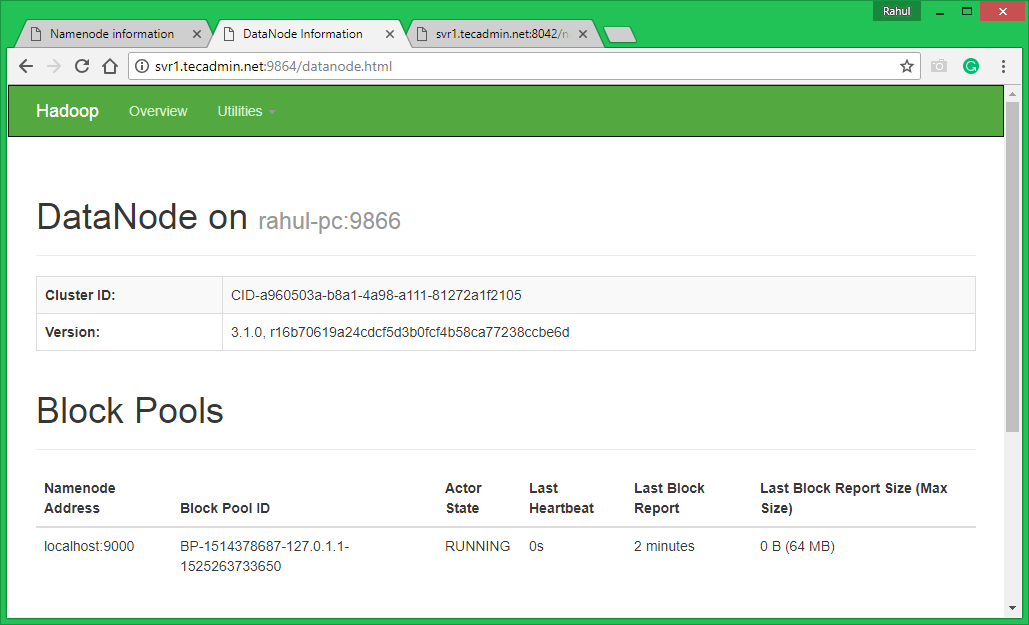 Rahul
Namenode information
DataNode Information
svr1.tecadmin.net:8042/n
svr1.tecadmin.net:9864/datanode.html
Hadoop Overview Utilities
DataNode on rahul-pc:9866
Cluster ID: CID-a960503a-b8a1-4a98-a111-81272a1f2105
Version: 3.1.0, r16b70619a24cdcf5d3b0fcf4b58ca77238ccbe6d
Block Pools
Namenode Actor Last Last Block Last Block Report Size (Max
Address Block Pool ID State Heartbeat Report Size)
localhost:9000 BP-1514378687-127.0.1.1- RUNNING 0s 2 minutes 0 B (64 MB)
1525263733650